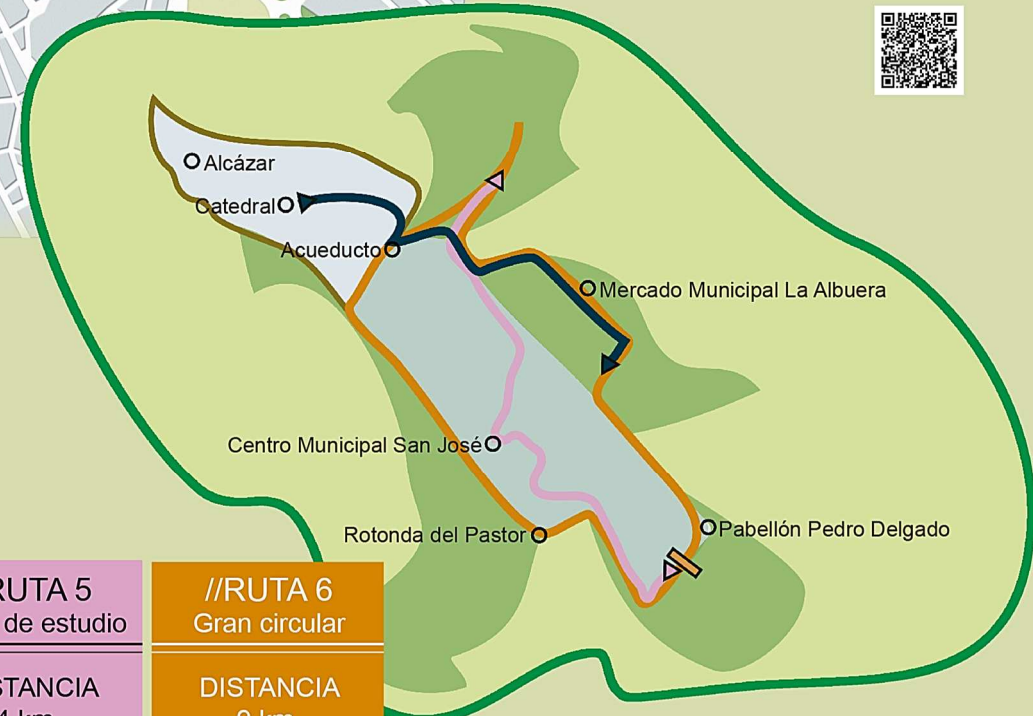 Alcázar
Catedral
Acueducto
Mercado Municipal La Albuera
Centro Municipal San José
Rotonda del Pastor
Pabellón Pedro Delgado
RUTA 5
de estudio
//RUTA 6
Gran circular
DISTANCIA
km